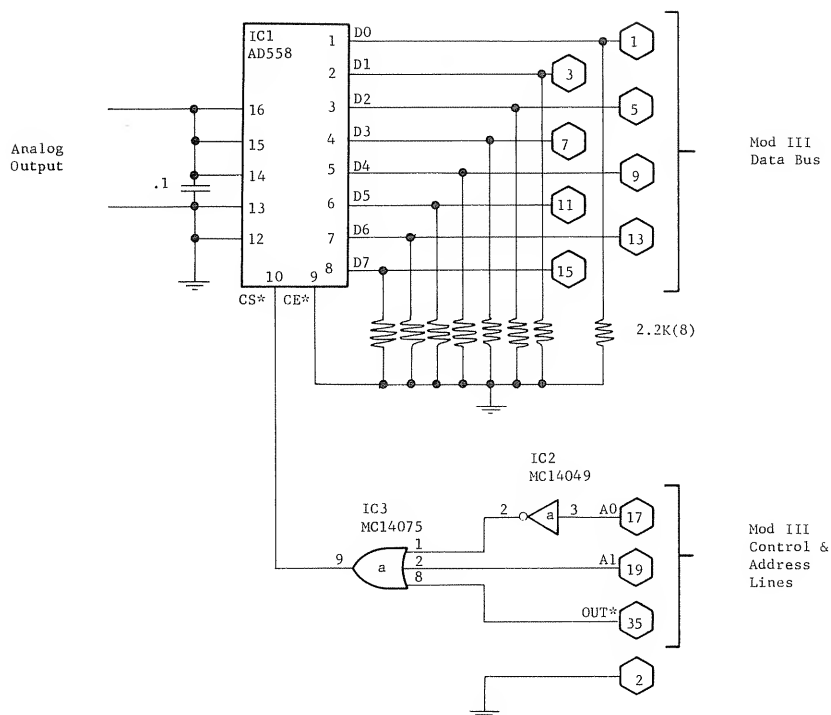 IC1
AD558
1
D0
1
2
D1
3
16
3
D2
5
Analog
Output
15
4
D3
7
Mod III
Data Bus
14
5
D4
9
.1
13
6
D5
11
12
7
D6
13
8
D7
15
10
9
CS*
CE*
2.2K(8)
IC2
MC14049
IC3
MC14075
2
a
3
A0
17
9
a
1
2
8
A1
19
Mod III
Control &
Address
Lines
OUT*
35
2